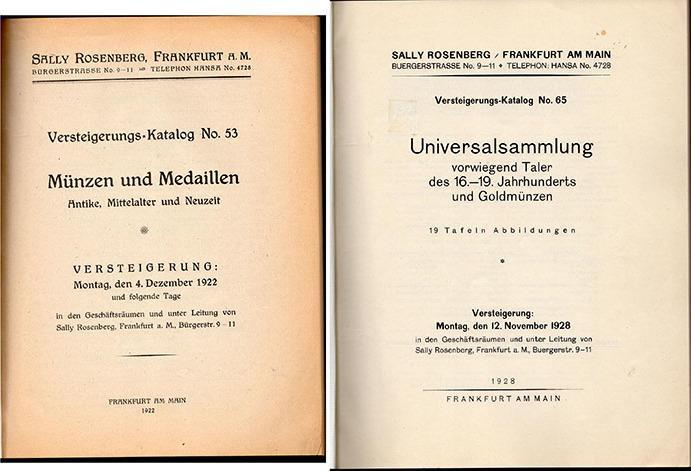 SALLY ROSENBERG, FRANKFURT A. M.
BÜRGERSTRASSE No. 9–11 TELEPHON HANSA No. 4728
Versteigerungs-Katalog No. 53
Münzen und Medaillen
Antike, Mittelalter und Neuzeit
VERSTEIGERUNG:
Montag, den 4. Dezember 1922
und folgende Tage
in den Geschäftsräumen und unter Leitung von
Sally Rosenberg, Frankfurt a. M., Bürgerstr. 9–11
FRANKFURT AM MAIN
1922
SALLY ROSENBERG / FRANKFURT AM MAIN
BUERGERSTRASSE No. 9–11 * TELEPHON: HANSA No. 4728
Versteigerungs-Katalog No. 65
Universalsammlung
vorwiegend Taler
des 16.—19. Jahrhunderts
und Goldmünzen
19 Tafeln Abbildungen
*
Versteigerung:
Montag, den 12. November 1928
in den Geschäftsräumen und unter Leitung von
Sally Rosenberg, Frankfurt a. M., Buergerstr. 9–11
1928
FRANKFURT AM MAIN